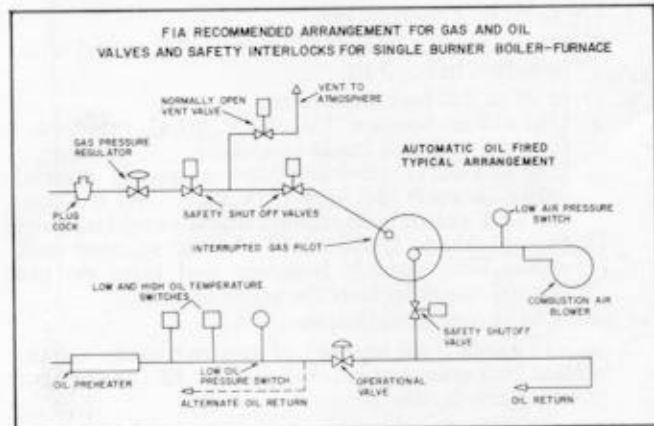 FIA RECOMMENDED ARRANGEMENT FOR GAS AND OIL
VALVES AND SAFETY INTERLOCKS FOR SINGLE BURNER BOILER-FURNACE
VENT TO
ATMOSPHERE
NORMALLY OPEN
VENT VALVE
GAS PRESSURE
REGULATOR
AUTOMATIC OIL FIRED
TYPICAL ARRANGEMENT
PLUG
COCK
SAFETY SHUT OFF VALVES
LOW AIR PRESSURE
SWITCH
INTERRUPTED GAS PILOT
LOW AND HIGH OIL TEMPERATURE
SWITCHES
COMBUSTION AIR
BLOWER
SAFETY SHUTOFF
VALVE
OIL PREHEATER
LOW OIL
PRESSURE SWITCH
OPERATIONAL
VALVE
ALTERNATE OIL RETURN
OIL RETURN